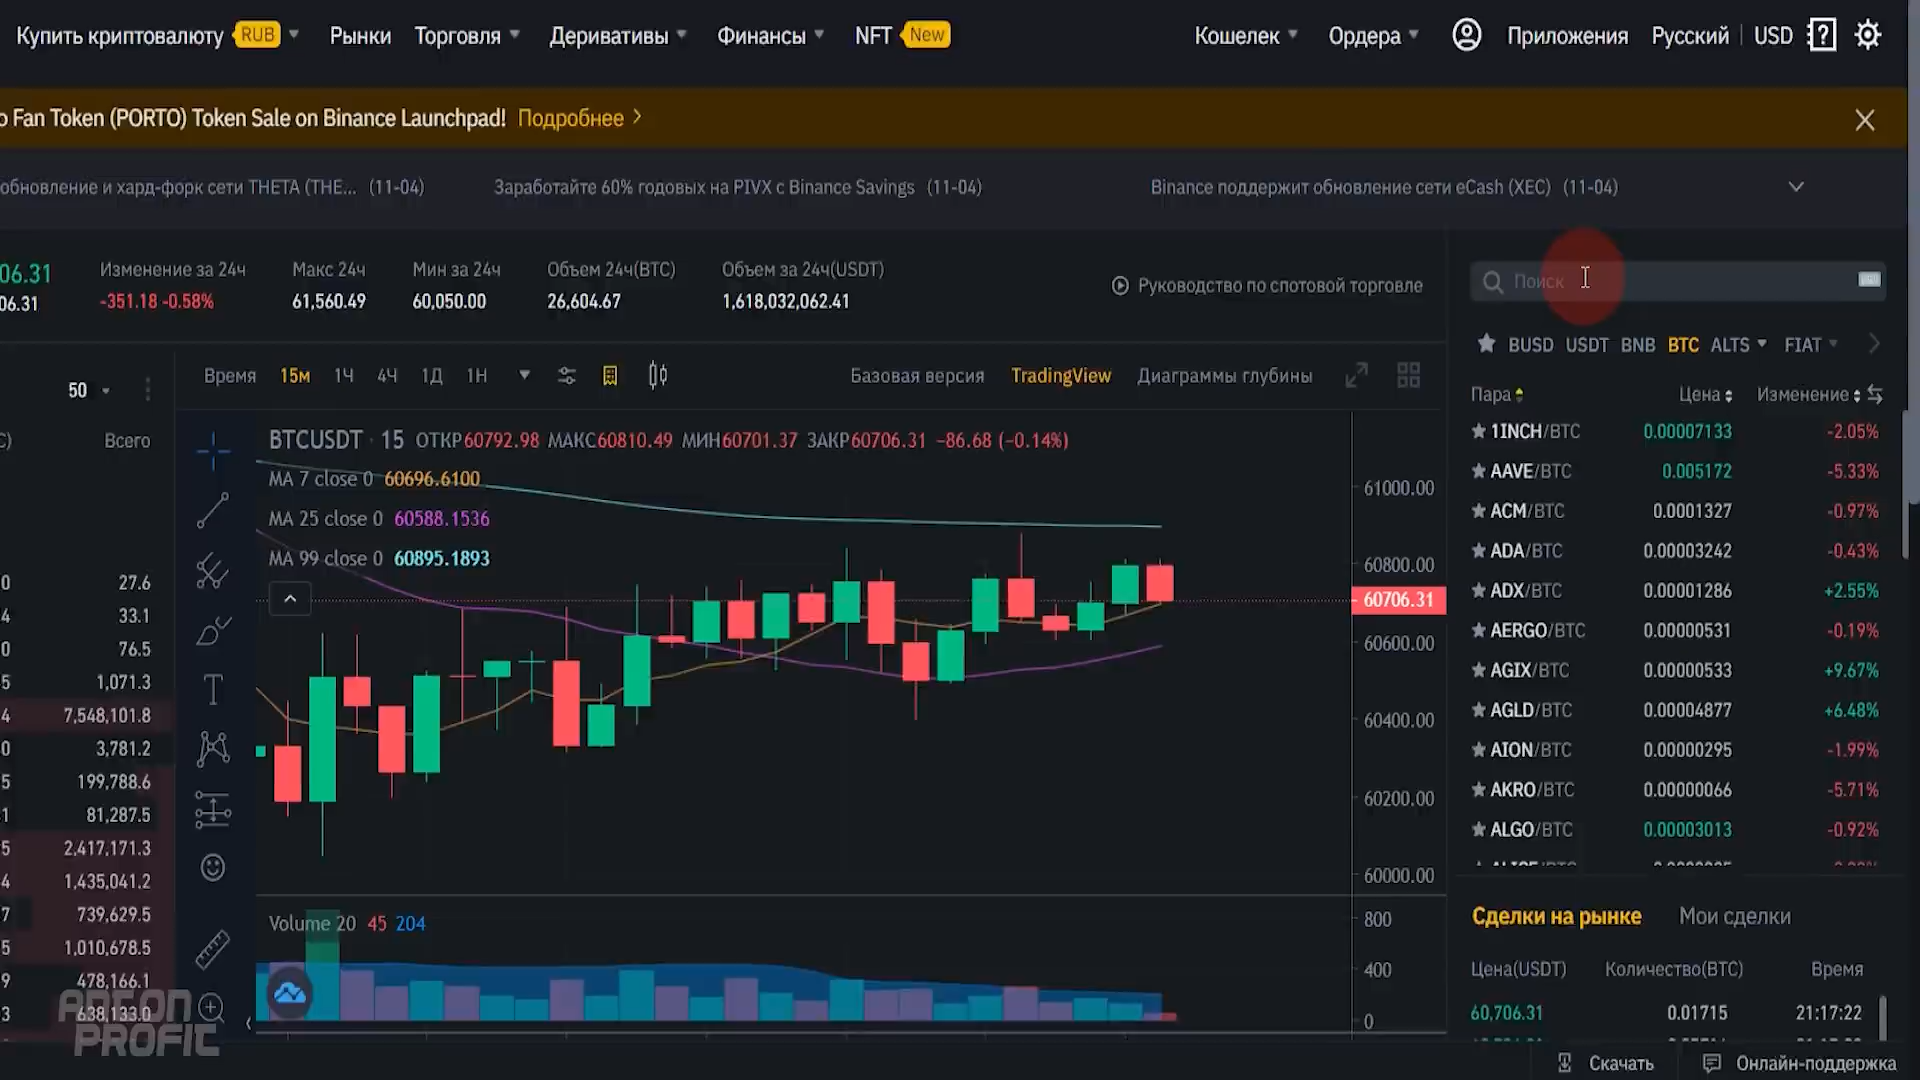 Купить криптовалюту RUB Рынки Торговля Деривативы Финансы NFT New Кошелек Ордера Приложения Русский USD
o Fan Token (PORTO) Token Sale on Binance Launchpad! Подробнее
обновление и хард-форк сети THETA (THE... (11-04) Заработайте 60% годовых на PIVX с Binance Savings (11-04) Binance поддержит обновление сети eCash (XEC) (11-04)
06.31 Изменение за 24ч Макс 24ч Мин за 24ч Объем 24ч(BTC) Объем за 24ч(USDT)
06.31 -351.18 -0.58% 61,560.49 60,050.00 26,604.67 1,618,032,062.41
Руководство по спотовой торговле
50
Всего
0 27.6
4 33.1
0 76.5
5 1,071.3
4 7,548,101.8
0 3,781.2
5 199,788.6
1 81,287.5
5 2,417,171.3
4 1,435,041.2
7 739,629.5
5 1,010,678.5
9 478,166.1
3 638,133.0
ANTON
PROFIT
Время 15м 1Ч 4Ч 1Д 1Н Базовая версия TradingView Диаграммы глубины
BTCUSDT · 15 ОТКР60792.98 МАКС60810.49 МИН60701.37 ЗАКР60706.31 −86.68 (−0.14%)
MA 7 close 0 60696.6100
MA 25 close 0 60588.1536
MA 99 close 0 60895.1893
61000.00
60800.00
60706.31
60600.00
60400.00
60200.00
60000.00
Volume 20 45 204
800
400
0
Поиск
BUSD USDT BNB BTC ALTS FIAT
Пара Цена Изменение
1INCH/BTC 0.00007133 -2.05%
AAVE/BTC 0.005172 -5.33%
ACM/BTC 0.0001327 -0.97%
ADA/BTC 0.00003242 -0.43%
ADX/BTC 0.00001286 +2.55%
AERGO/BTC 0.00000531 -0.19%
AGIX/BTC 0.00000533 +9.67%
AGLD/BTC 0.00004877 +6.48%
AION/BTC 0.00000295 -1.99%
AKRO/BTC 0.00000066 -5.71%
ALGO/BTC 0.00003013 -0.92%
Сделки на рынке Мои сделки
Цена(USDT) Количество(BTC) Время
60,706.31 0.01715 21:17:22
Скачать Онлайн-поддержка